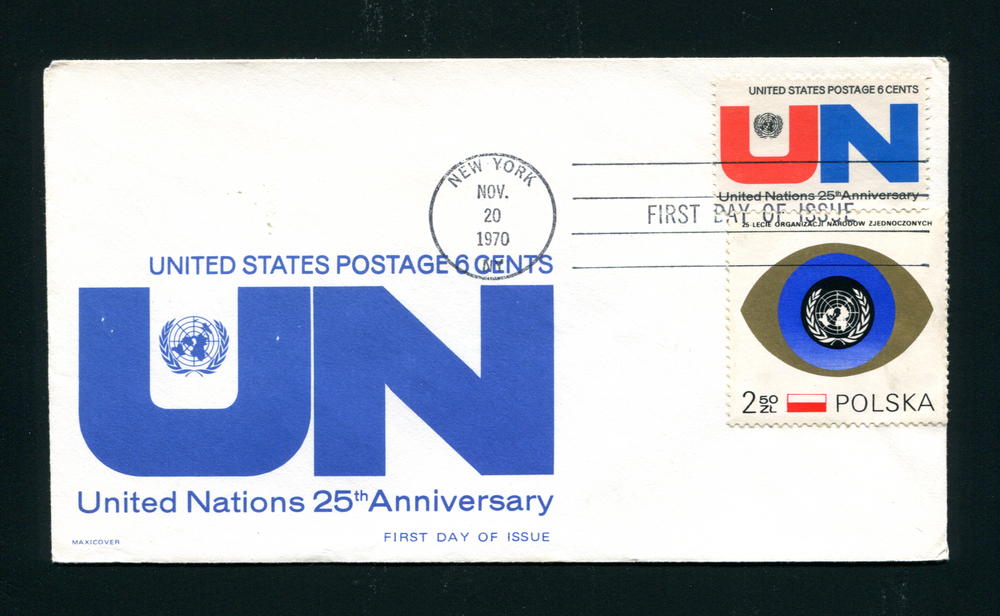 UNITED STATES POSTAGE 6 CENTS
UN
United Nations 25th Anniversary
NEW YORK
NOV.
20
1970
NY
FIRST DAY OF ISSUE
25 LECIE ORGANIZACJI NARODÓW ZJEDNOCZONYCH
2 50 ZŁ POLSKA
UNITED STATES POSTAGE 6 CENTS
UN
United Nations 25th Anniversary
FIRST DAY OF ISSUE
MAXICOVER